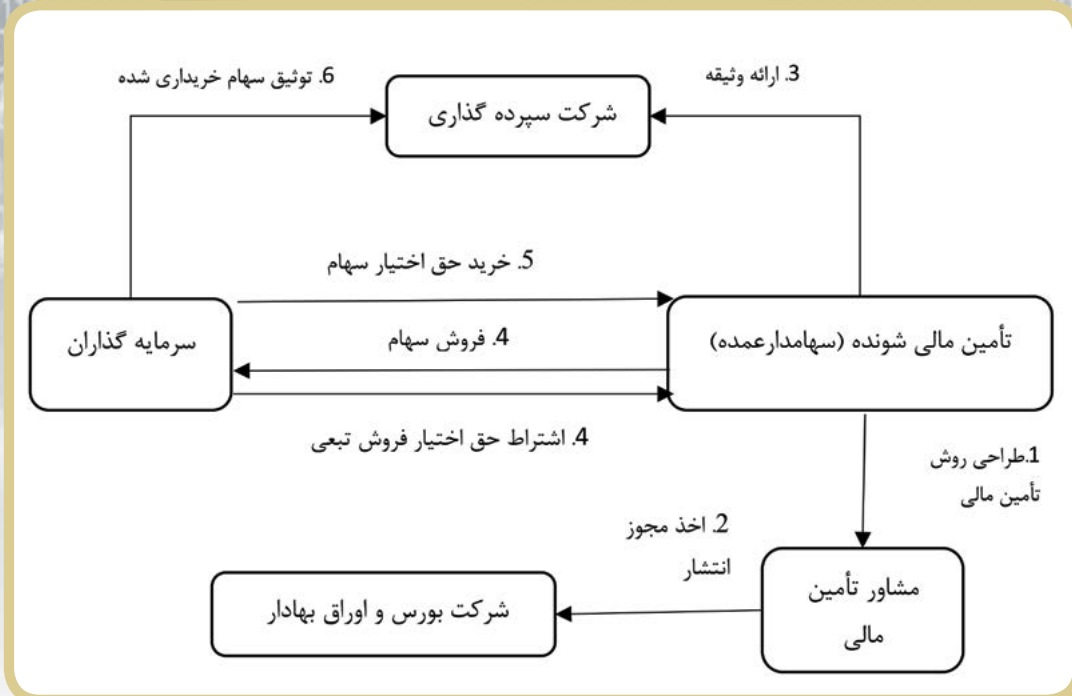 6. توثیق سهام خریداری شده
3. ارائه وثیقه
شرکت سپرده گذاری
5. خرید حق اختیار سهام
سرمایه گذاران
4. فروش سهام
تأمین مالی شونده (سهامدارعمده)
4. اشتراط حق اختیار فروش تبعی
1.طراحی روش
تأمین مالی
2. اخذ مجوز
انتشار
مشاور تأمین
مالی
شرکت بورس و اوراق بهادار